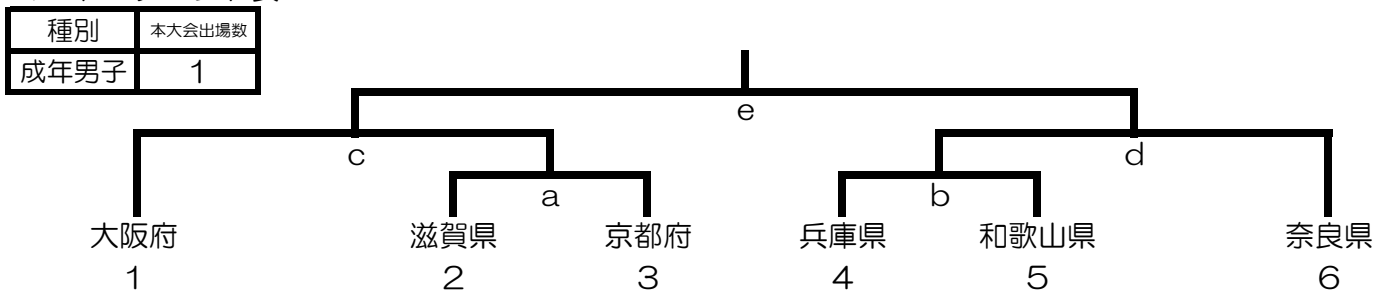 種別 本大会出場数
成年男子 1
e
c d
a b
大阪府 滋賀県 京都府 兵庫県 和歌山県 奈良県
1 2 3 4 5 6